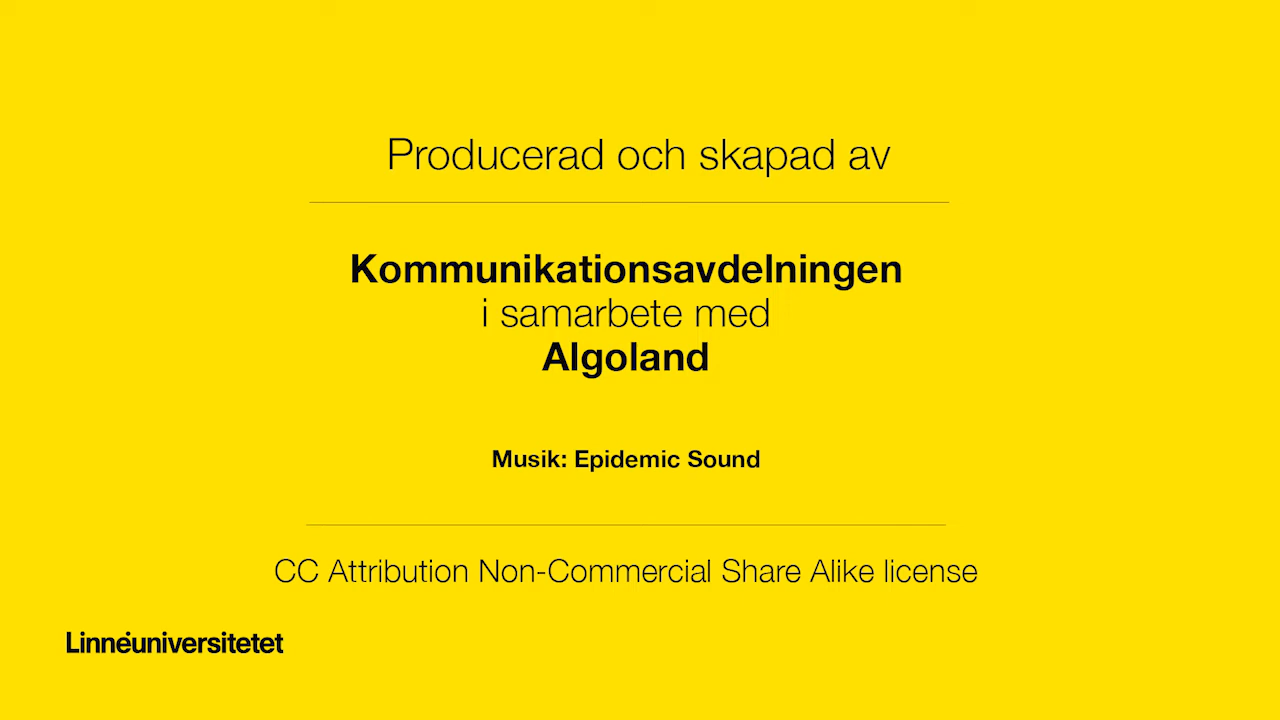 Producerad och skapad av
Kommunikationsavdelningen
i samarbete med
Algoland
Musik: Epidemic Sound
CC Attribution Non-Commercial Share Alike license
Linnéuniversitetet